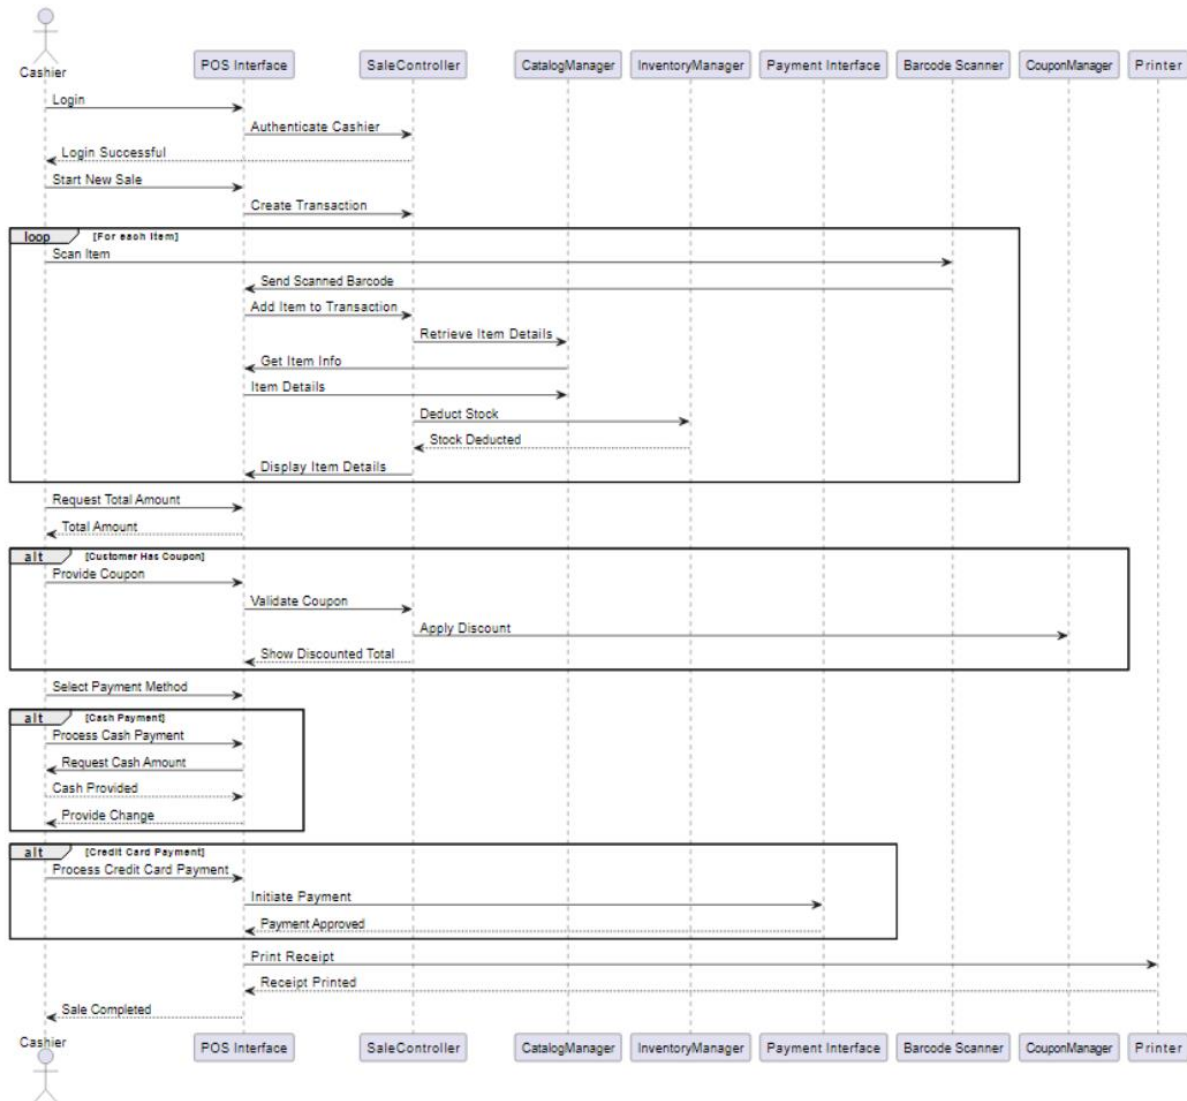 Cashier
POS Interface SaleController CatalogManager InventoryManager Payment Interface Barcode Scanner CouponManager Printer
Login
Authenticate Cashier
Login Successful
Start New Sale
Create Transaction
loop [For each Item]
Scan Item
Send Scanned Barcode
Add Item to Transaction
Retrieve Item Details
Get Item Info
Item Details
Deduct Stock
Stock Deducted
Display Item Details
Request Total Amount
Total Amount
alt [Customer Has Coupon]
Provide Coupon
Validate Coupon
Apply Discount
Show Discounted Total
Select Payment Method
alt [Cash Payment]
Process Cash Payment
Request Cash Amount
Cash Provided
Provide Change
alt [Credit Card Payment]
Process Credit Card Payment
Initiate Payment
Payment Approved
Print Receipt
Receipt Printed
Sale Completed
Cashier
POS Interface SaleController CatalogManager InventoryManager Payment Interface Barcode Scanner CouponManager Printer